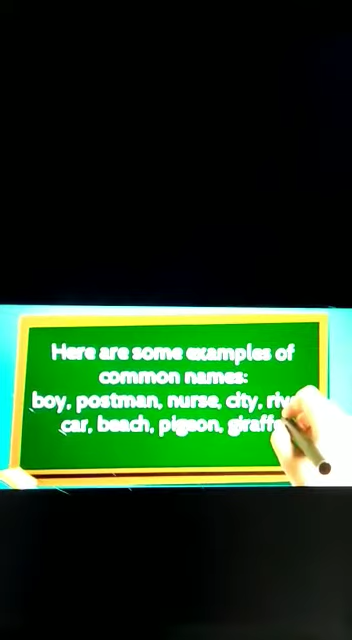 Here are some examples of
common names:
boy, postman, nurse, city,
car, beach, pigeon,